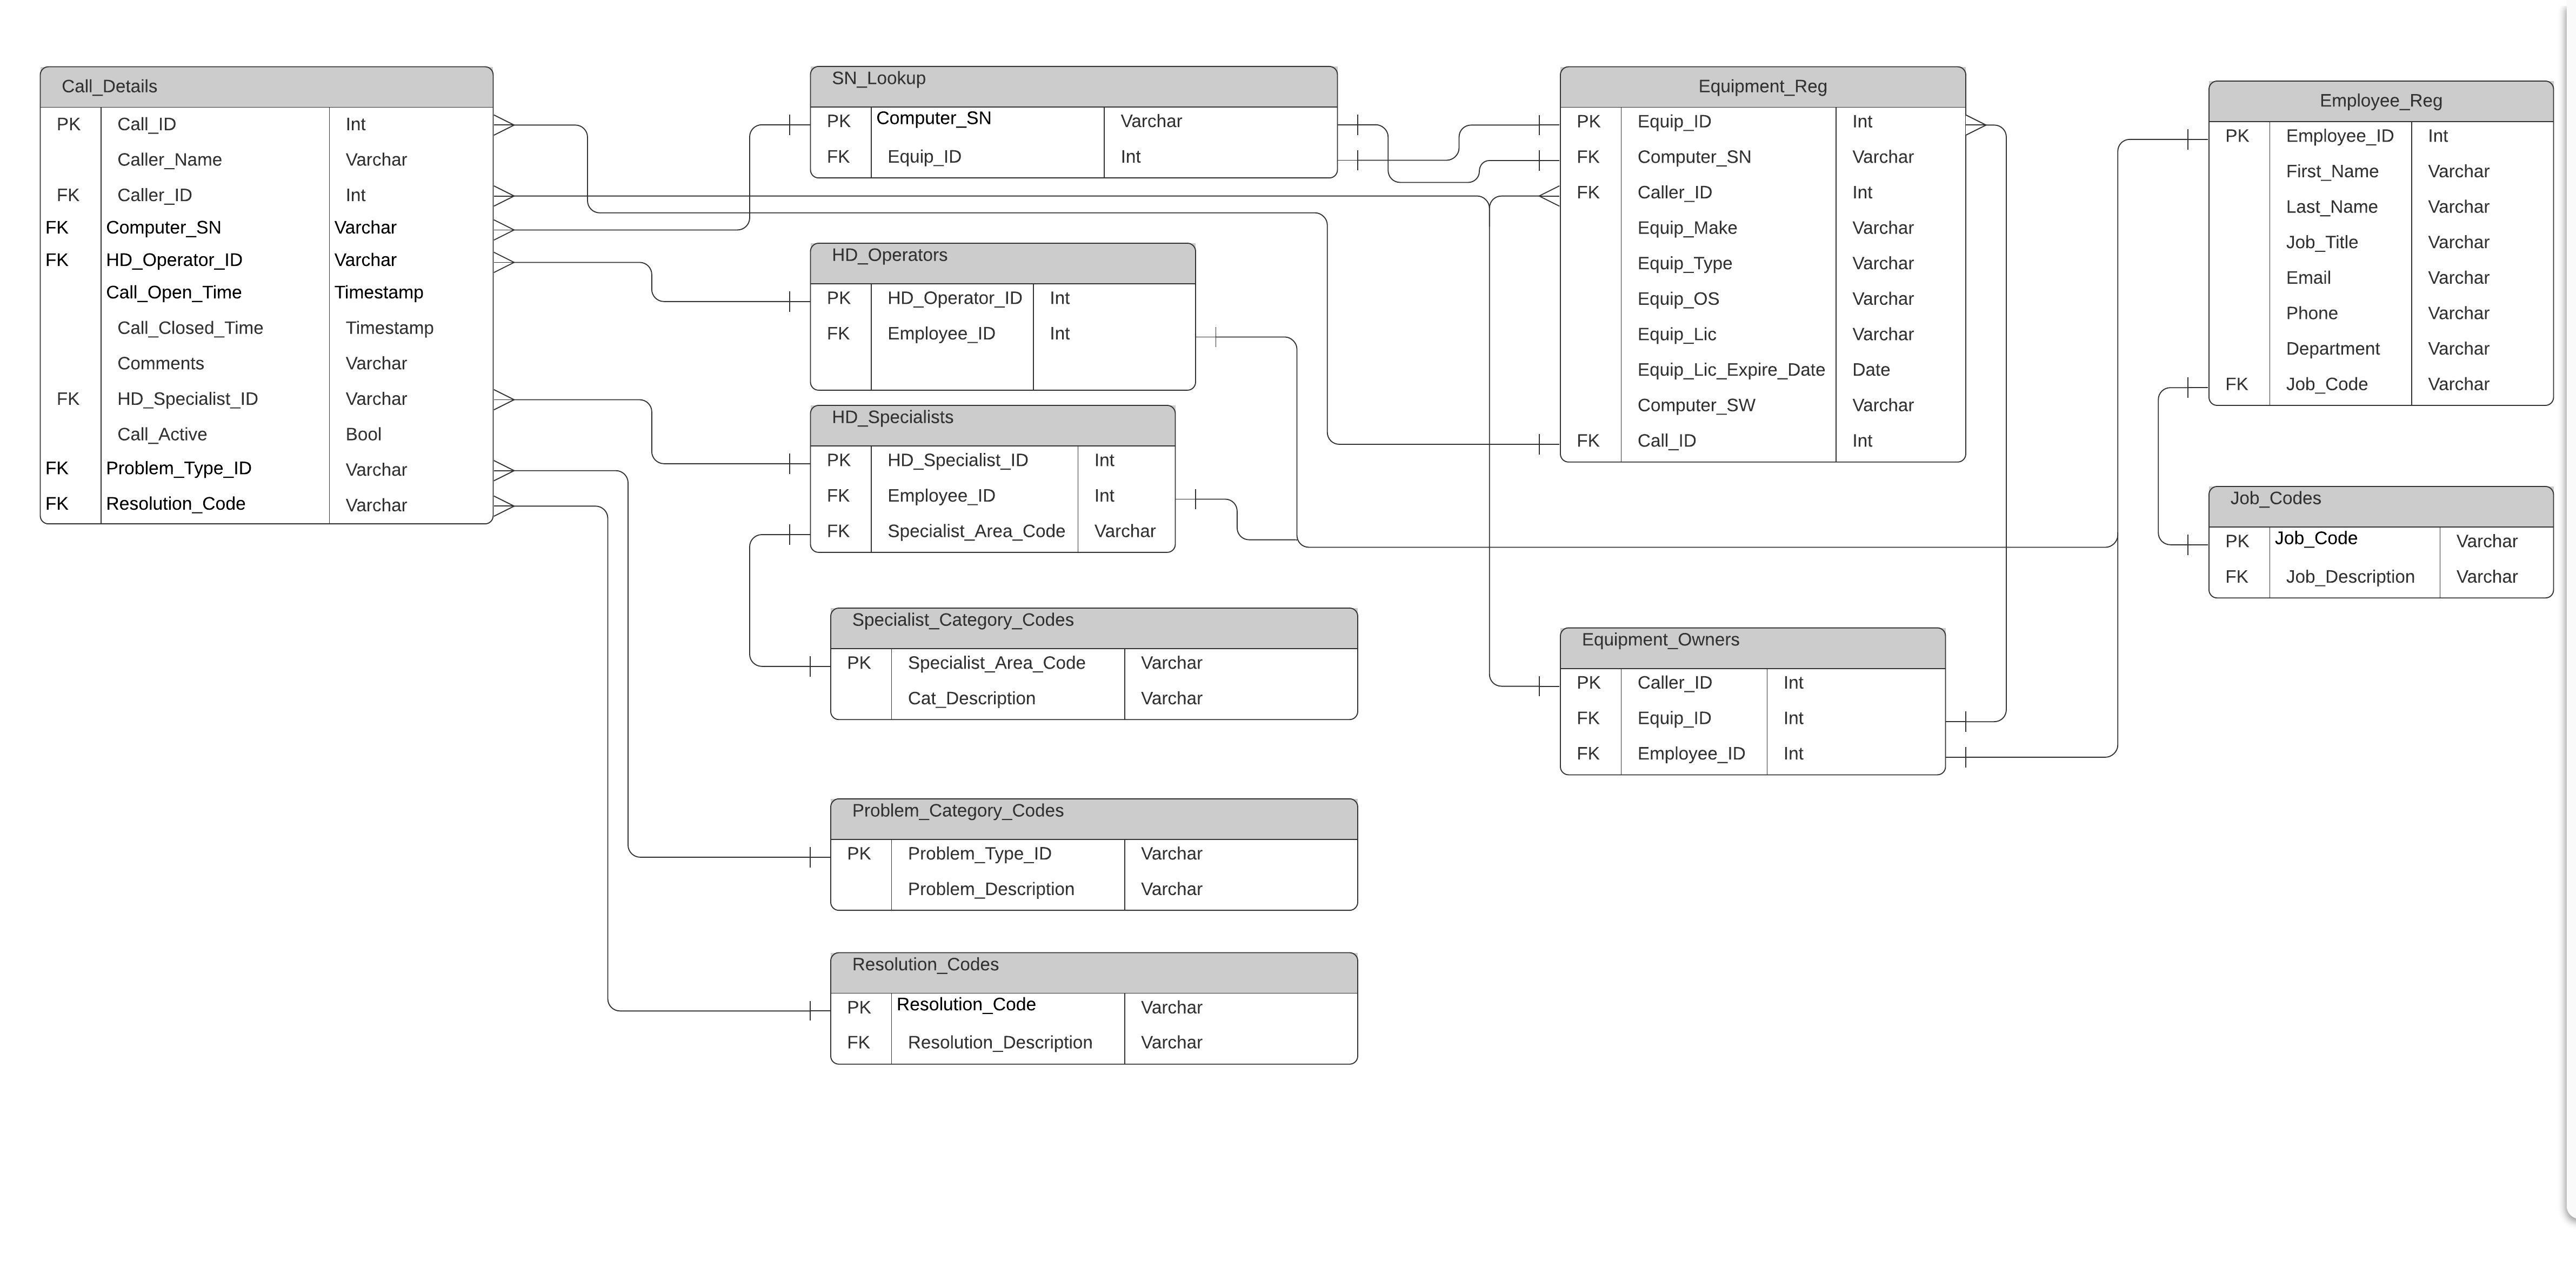 Call_Details
PK Call_ID Int
Caller_Name Varchar
FK Caller_ID Int
FK Computer_SN Varchar
FK HD_Operator_ID Varchar
Call_Open_Time Timestamp
Call_Closed_Time Timestamp
Comments Varchar
FK HD_Specialist_ID Varchar
Call_Active Bool
FK Problem_Type_ID Varchar
FK Resolution_Code Varchar
SN_Lookup
PK Computer_SN Varchar
FK Equip_ID Int
HD_Operators
PK HD_Operator_ID Int
FK Employee_ID Int
HD_Specialists
PK HD_Specialist_ID Int
FK Employee_ID Int
FK Specialist_Area_Code Varchar
Specialist_Category_Codes
PK Specialist_Area_Code Varchar
Cat_Description Varchar
Problem_Category_Codes
PK Problem_Type_ID Varchar
Problem_Description Varchar
Resolution_Codes
PK Resolution_Code Varchar
FK Resolution_Description Varchar
Equipment_Reg
PK Equip_ID Int
FK Computer_SN Varchar
FK Caller_ID Int
Equip_Make Varchar
Equip_Type Varchar
Equip_OS Varchar
Equip_Lic Varchar
Equip_Lic_Expire_Date Date
Computer_SW Varchar
FK Call_ID Int
Equipment_Owners
PK Caller_ID Int
FK Equip_ID Int
FK Employee_ID Int
Employee_Reg
PK Employee_ID Int
First_Name Varchar
Last_Name Varchar
Job_Title Varchar
Email Varchar
Phone Varchar
Department Varchar
FK Job_Code Varchar
Job_Codes
PK Job_Code Varchar
FK Job_Description Varchar